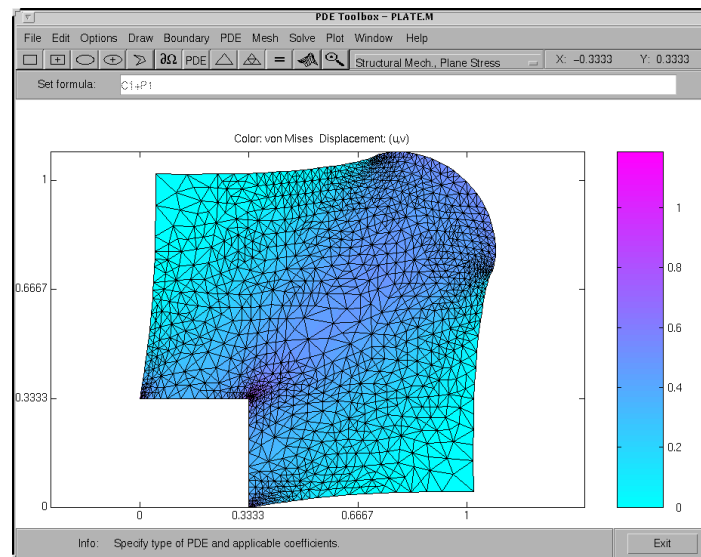 PDE Toolbox – PLATE.M
File Edit Options Draw Boundary PDE Mesh Solve Plot Window Help
∂Ω PDE = Structural Mech., Plane Stress X: -0.3333 Y: 0.3333
Set formula: C1+P1
Color: von Mises Displacement: (u,v)
1
0.6667
0.3333
0
0 0.3333 0.6667 1
1
0.8
0.6
0.4
0.2
0
Info: Specify type of PDE and applicable coefficients. Exit